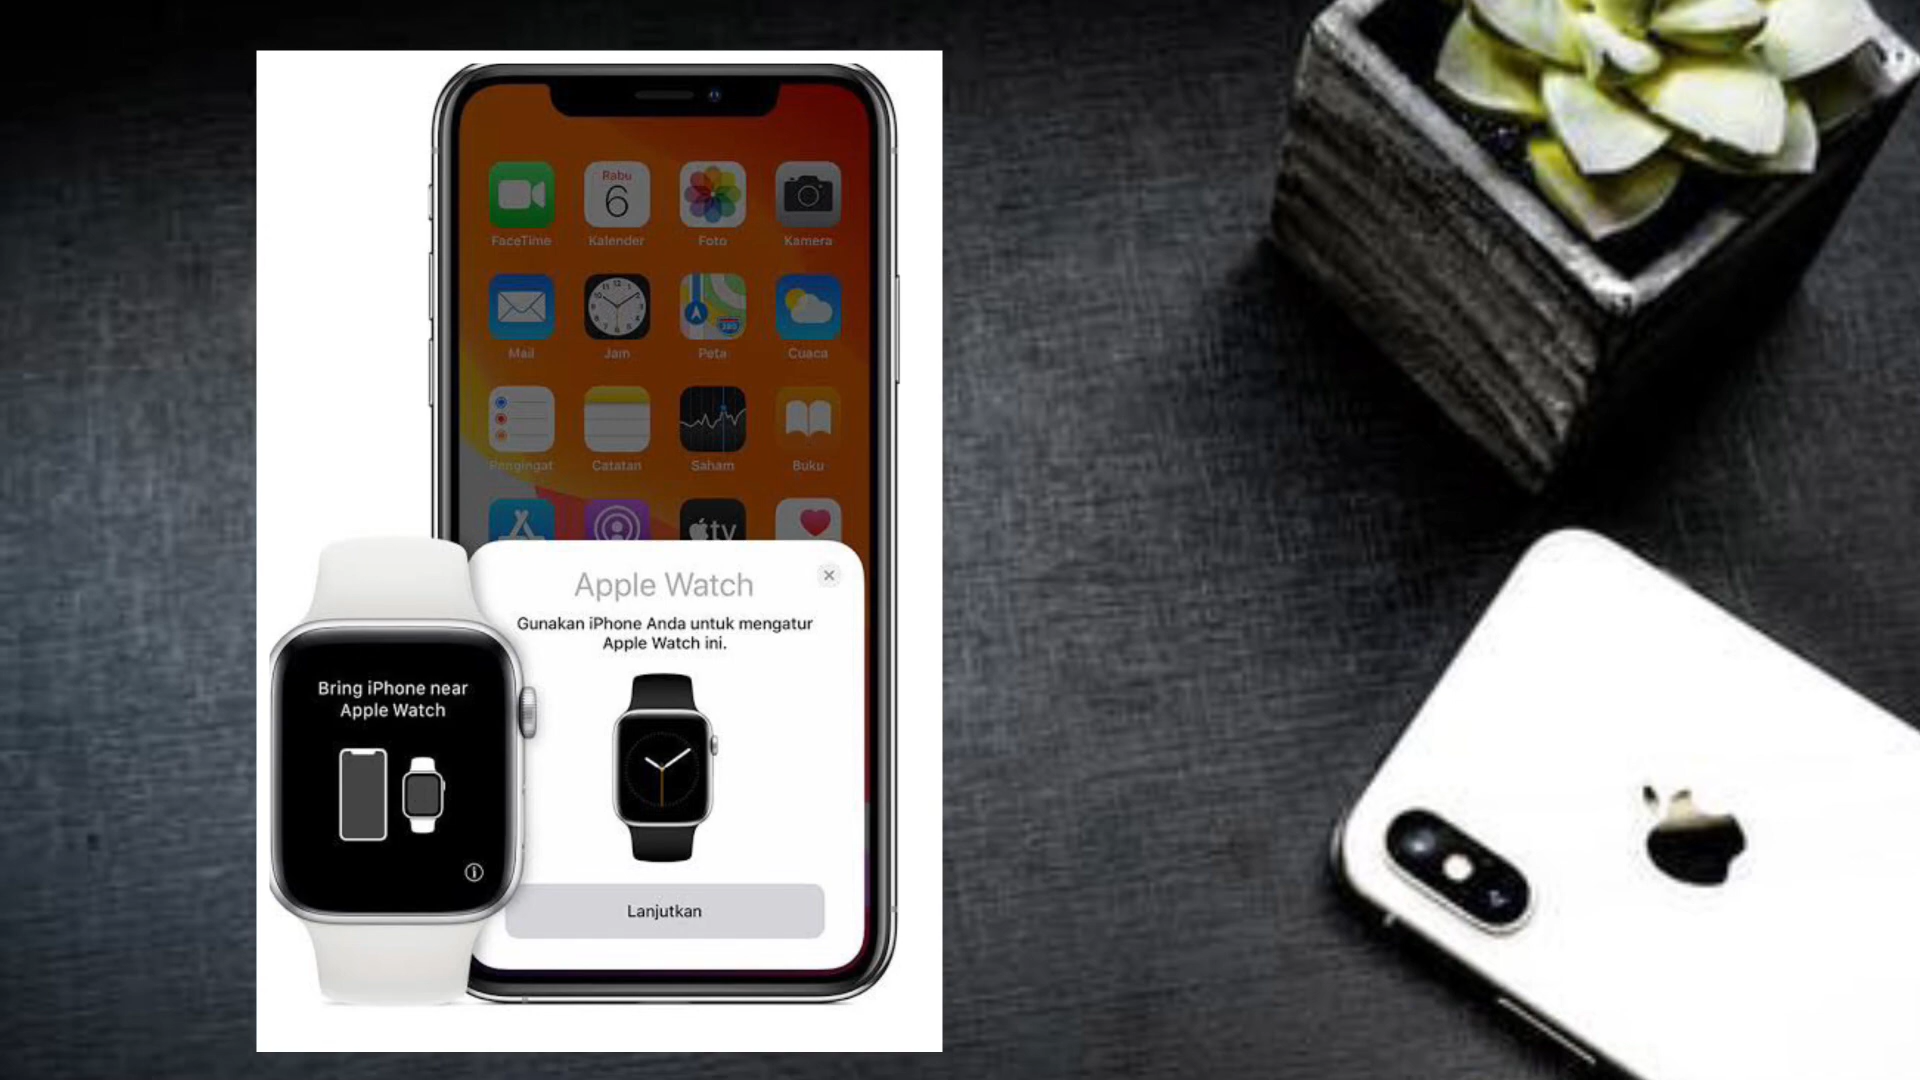 Rabu
6
FaceTime Kalender Foto Kamera
Mail Jam Peta Cuaca
Pengingat Catatan Saham Buku
tv
Apple Watch
Gunakan iPhone Anda untuk mengatur
Apple Watch ini.
Lanjutkan
Bring iPhone near
Apple Watch